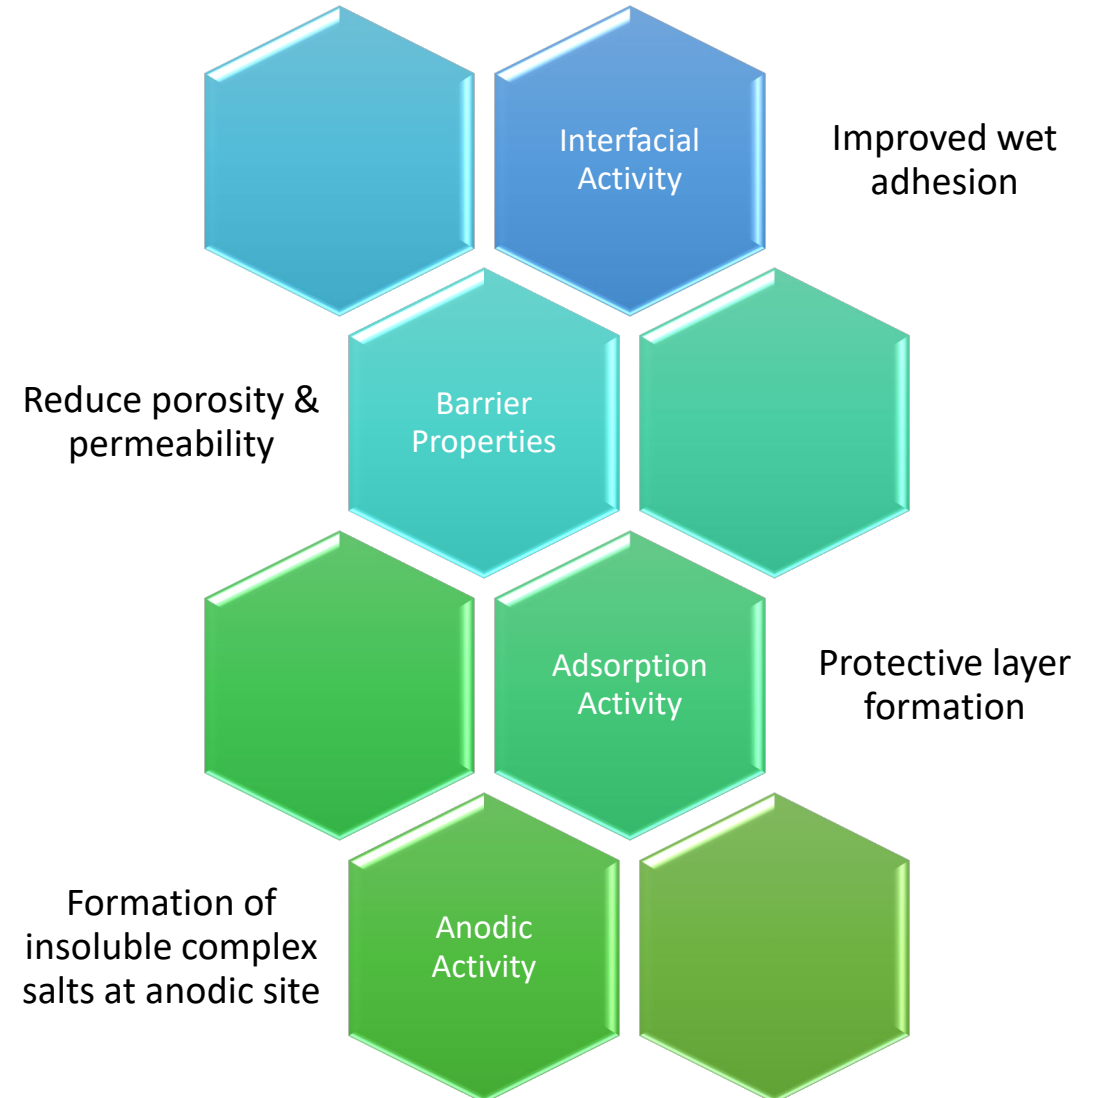 Interfacial
Activity
Improved wet
adhesion
Reduce porosity &
permeability
Barrier
Properties
Adsorption
Activity
Protective layer
formation
Formation of
insoluble complex
salts at anodic site
Anodic
Activity